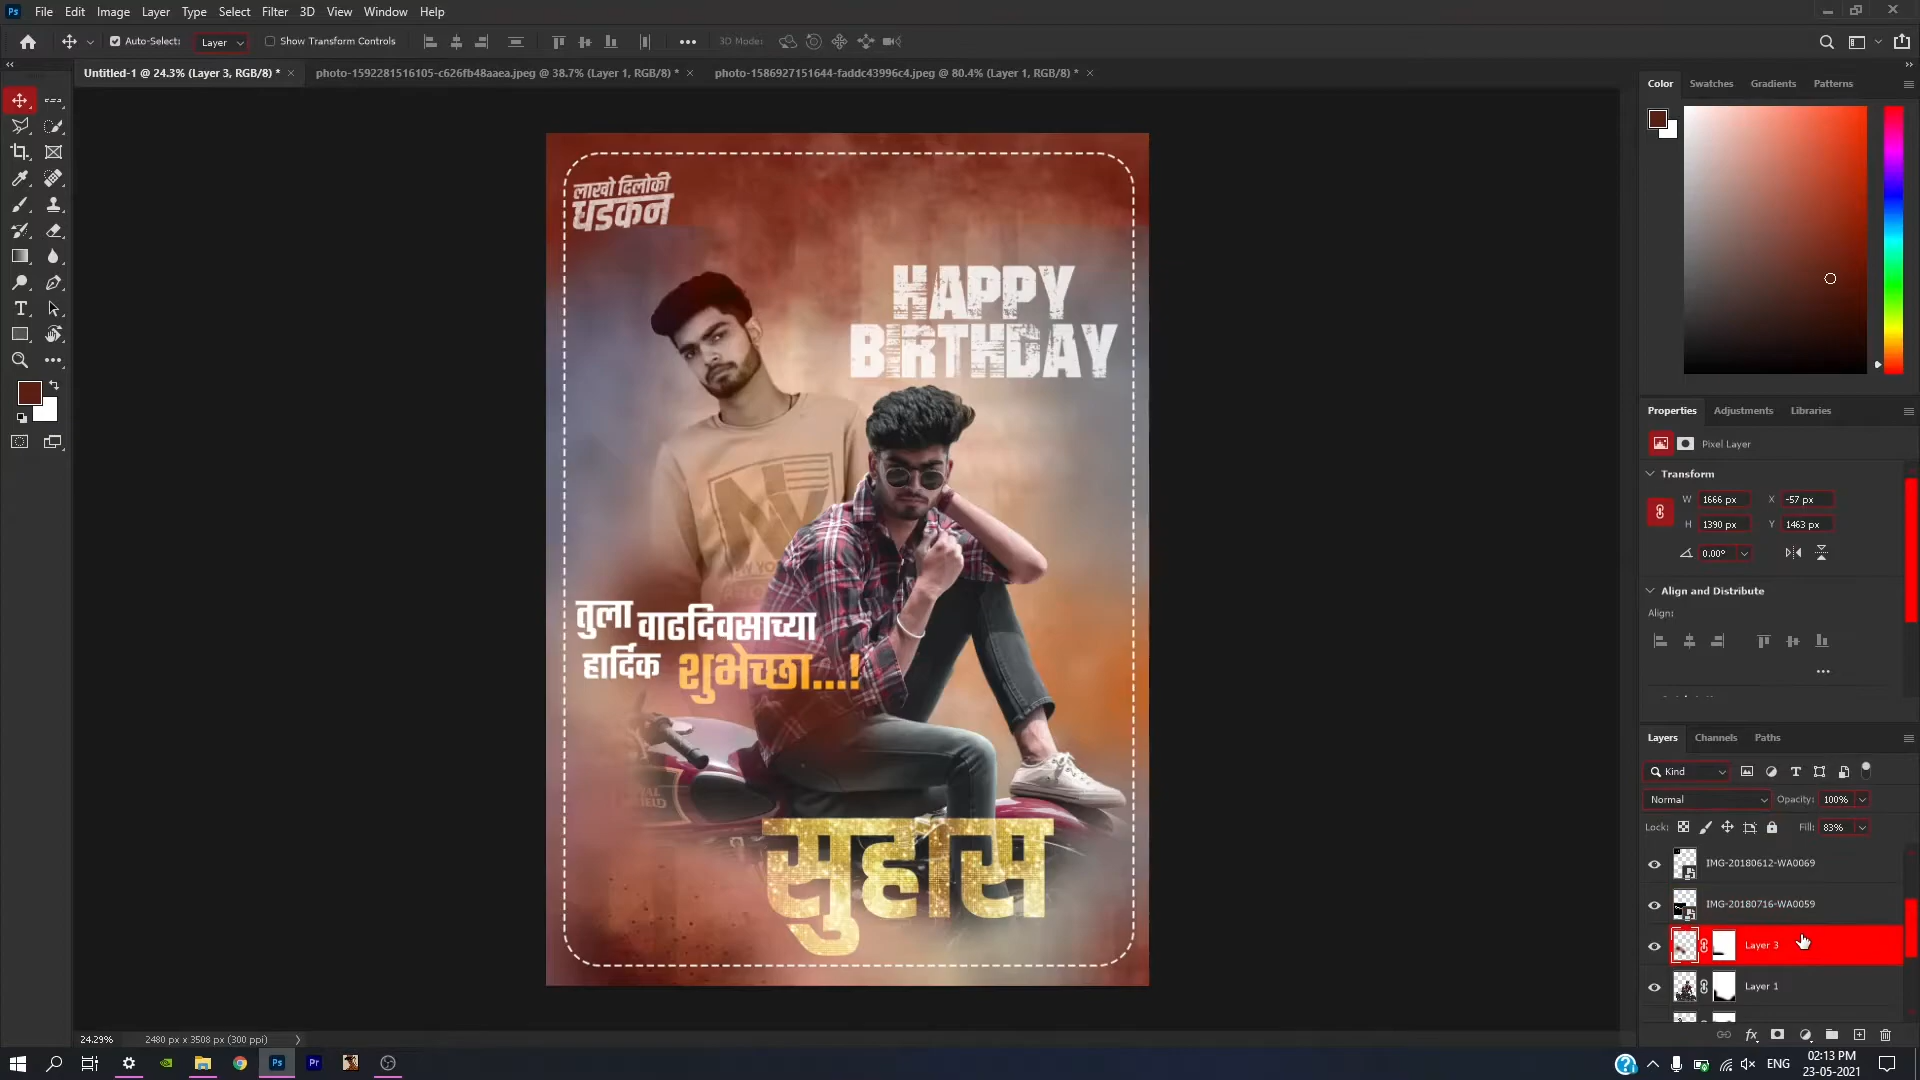 Ps File Edit Image Layer Type Select Filter 3D View Window Help
Auto-Select: Layer Show Transform Controls 3D Mode:
Untitled-1 @ 24.3% (Layer 3, RGB/8) * photo-1592281516105-c626fb48aaea.jpeg @ 38.7% (Layer 1, RGB/8) * photo-1586927151644-faddc43996c4.jpeg @ 80.4% (Layer 1, RGB/8) *
लाखो दिलोकी
धडकन
HAPPY
BIRTHDAY
तुला वाढदिवसाच्या
हार्दिक शुभेच्छा...!
सुहास
Color Swatches Gradients Patterns
Properties Adjustments Libraries
Pixel Layer
Transform
W 1666 px X -57 px
H 1390 px Y 1463 px
0.00°
Align and Distribute
Align:
Layers Channels Paths
Kind
Normal Opacity: 100%
Lock: Fill: 83%
IMG-20180612-WA0069
IMG-20180716-WA0059
Layer 3
Layer 1
24.29% 2480 px x 3508 px (300 ppi)
Ps Pr
ENG
02:13 PM
23-05-2021